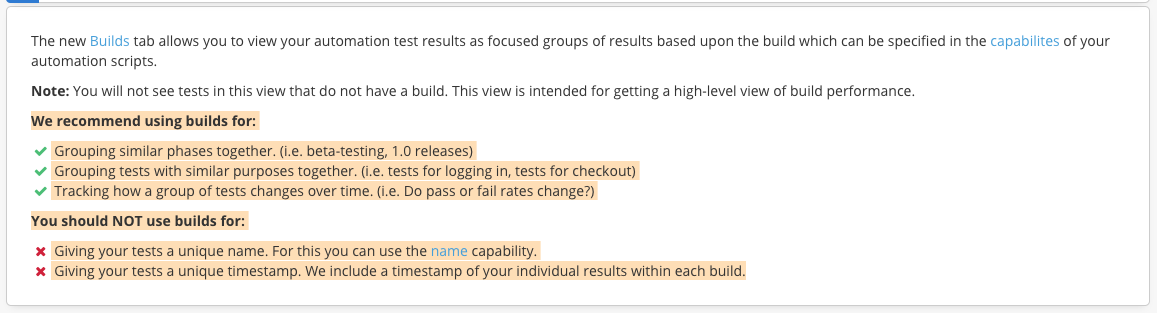 The new Builds tab allows you to view your automation test results as focused groups of results based upon the build which can be specified in the capabilites of your
automation scripts.
Note: You will not see tests in this view that do not have a build. This view is intended for getting a high-level view of build performance.
We recommend using builds for:
Grouping similar phases together. (i.e. beta-testing, 1.0 releases)
Grouping tests with similar purposes together. (i.e. tests for logging in, tests for checkout)
Tracking how a group of tests changes over time. (i.e. Do pass or fail rates change?)
You should NOT use builds for:
Giving your tests a unique name. For this you can use the name capability.
Giving your tests a unique timestamp. We include a timestamp of your individual results within each build.